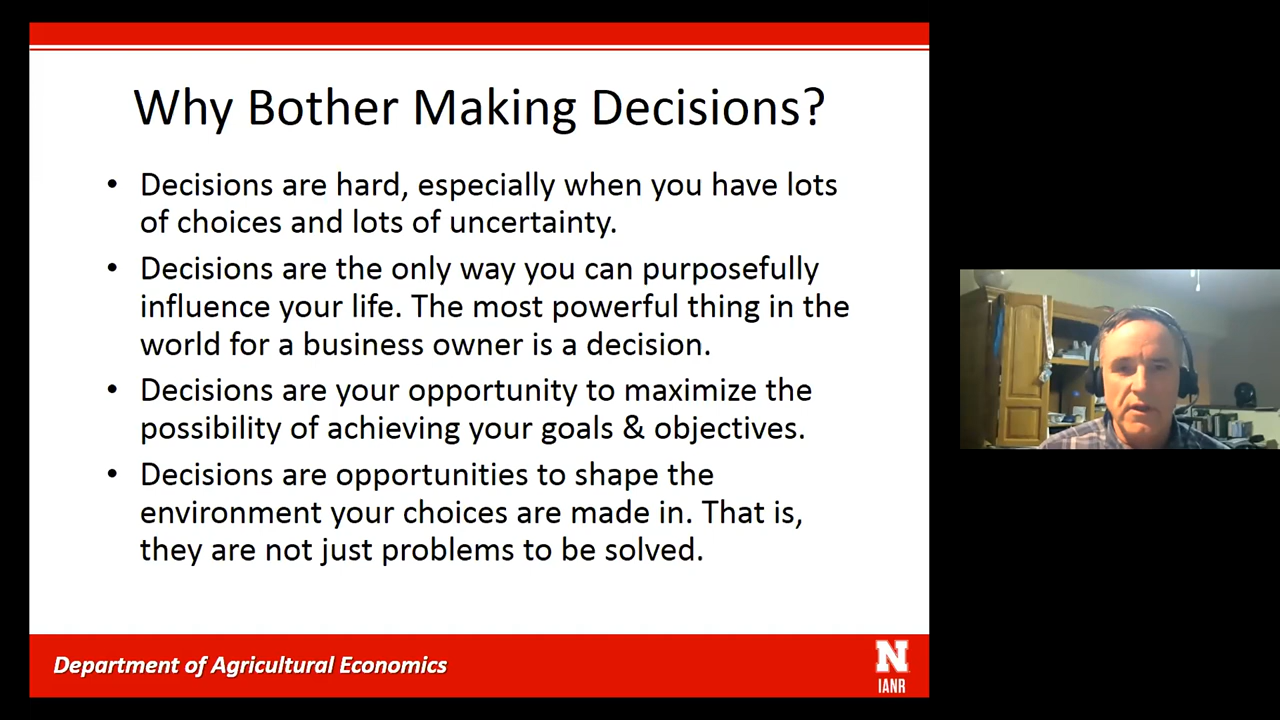 Why Bother Making Decisions?
• Decisions are hard, especially when you have lots
of choices and lots of uncertainty.
• Decisions are the only way you can purposefully
influence your life. The most powerful thing in the
world for a business owner is a decision.
• Decisions are your opportunity to maximize the
possibility of achieving your goals & objectives.
• Decisions are opportunities to shape the
environment your choices are made in. That is,
they are not just problems to be solved.
Department of Agricultural Economics
N
IANR